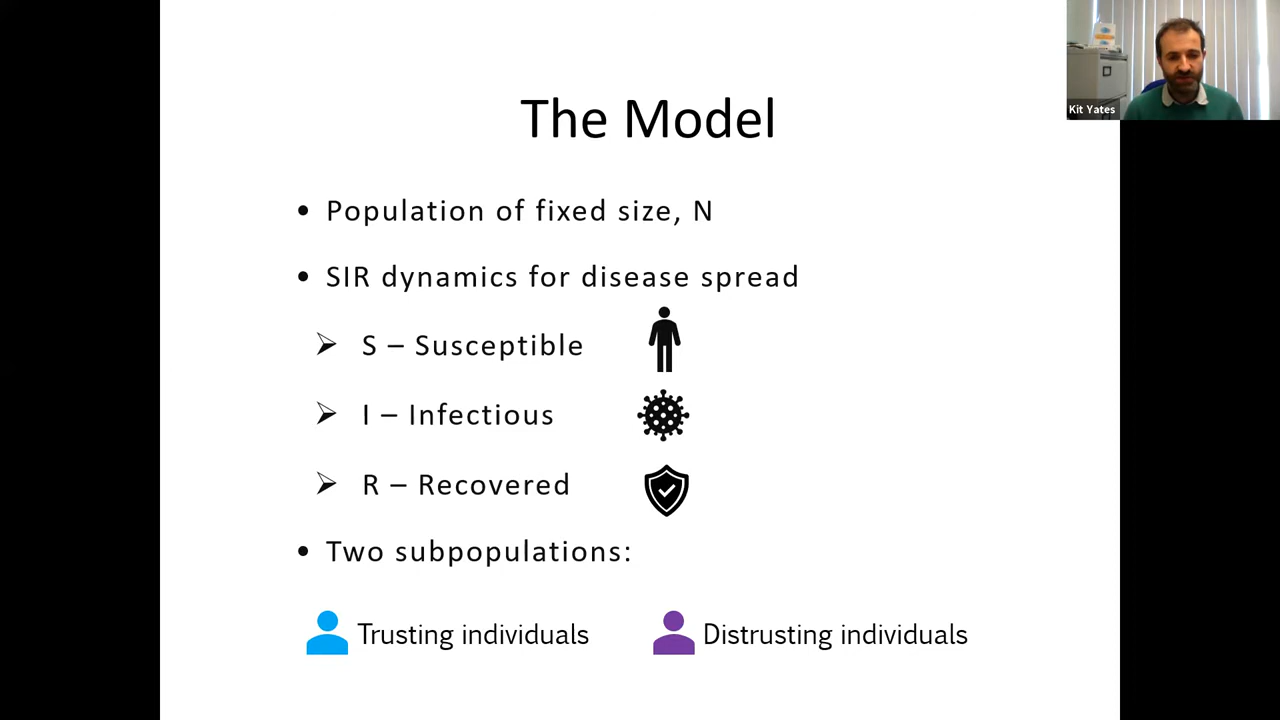 The Model
• Population of fixed size, N
• SIR dynamics for disease spread
➢ S – Susceptible
➢ I – Infectious
➢ R – Recovered
• Two subpopulations:
Trusting individuals
Distrusting individuals
Kit Yates